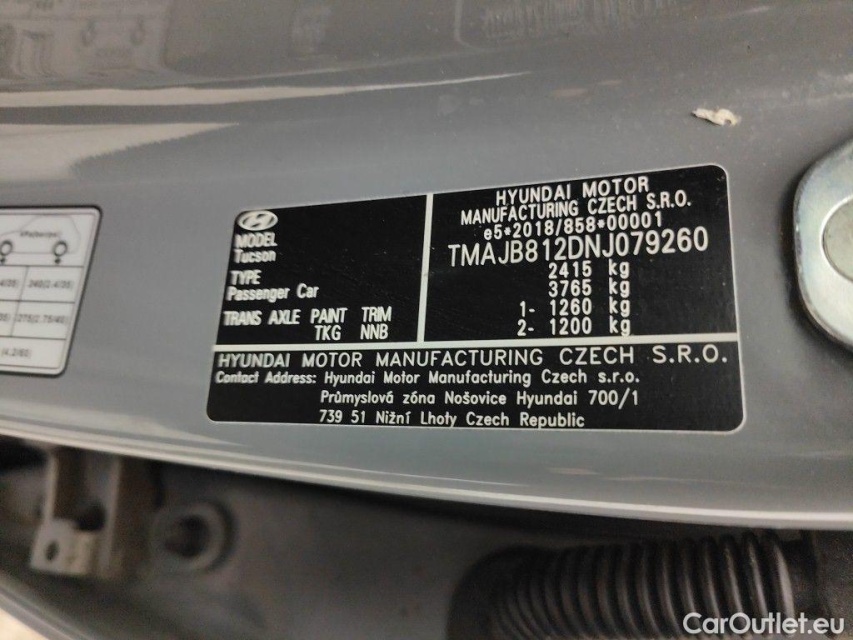 HYUNDAI MOTOR
MANUFACTURING CZECH S.R.O.
e5*2018/858*00001
TMAJB812DNJ079260
2415 kg
3765 kg
1- 1260 kg
2- 1200 kg
MODEL
Tucson
TYPE
Passenger Car
TRANS AXLE PAINT TRIM
TKG NNB
HYUNDAI MOTOR MANUFACTURING CZECH S.R.O.
Contact Address: Hyundai Motor Manufacturing Czech s.r.o.
Průmyslová zóna Nošovice Hyundai 700/1
739 51 Nižní Lhoty Czech Republic
CarOutlet.eu